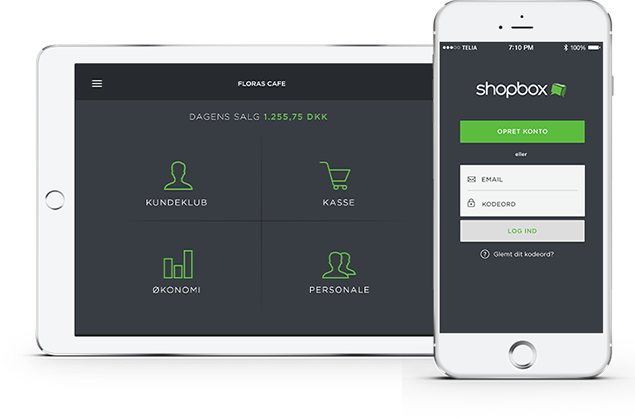 FLORAS CAFE
DAGENS SALG 1.255,75 DKK
KUNDEKLUB
KASSE
ØKONOMI
PERSONALE
TELIA 7:10 PM 100%
shopbox
OPRET KONTO
eller
EMAIL
KODEORD
LOG IND
? Glemt dit kodeord?